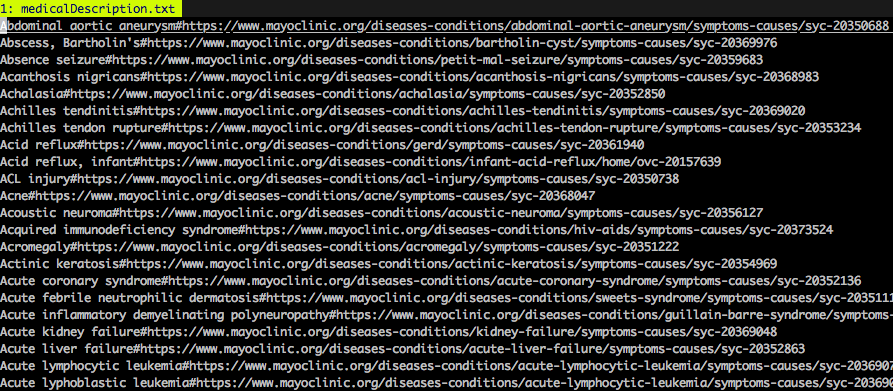 1: medicalDescription.txt
Abdominal aortic aneurysm#https://www.mayoclinic.org/diseases-conditions/abdominal-aortic-aneurysm/symptoms-causes/syc-20350688
Abscess, Bartholin's#https://www.mayoclinic.org/diseases-conditions/bartholin-cyst/symptoms-causes/syc-20369976
Absence seizure#https://www.mayoclinic.org/diseases-conditions/petit-mal-seizure/symptoms-causes/syc-20359683
Acanthosis nigricans#https://www.mayoclinic.org/diseases-conditions/acanthosis-nigricans/symptoms-causes/syc-20368983
Achalasia#https://www.mayoclinic.org/diseases-conditions/achalasia/symptoms-causes/syc-20352850
Achilles tendinitis#https://www.mayoclinic.org/diseases-conditions/achilles-tendinitis/symptoms-causes/syc-20369020
Achilles tendon rupture#https://www.mayoclinic.org/diseases-conditions/achilles-tendon-rupture/symptoms-causes/syc-20353234
Acid reflux#https://www.mayoclinic.org/diseases-conditions/gerd/symptoms-causes/syc-20361940
Acid reflux, infant#https://www.mayoclinic.org/diseases-conditions/infant-acid-reflux/home/ovc-20157639
ACL injury#https://www.mayoclinic.org/diseases-conditions/acl-injury/symptoms-causes/syc-20350738
Acne#https://www.mayoclinic.org/diseases-conditions/acne/symptoms-causes/syc-20368047
Acoustic neuroma#https://www.mayoclinic.org/diseases-conditions/acoustic-neuroma/symptoms-causes/syc-20356127
Acquired immunodeficiency syndrome#https://www.mayoclinic.org/diseases-conditions/hiv-aids/symptoms-causes/syc-20373524
Acromegaly#https://www.mayoclinic.org/diseases-conditions/acromegaly/symptoms-causes/syc-20351222
Actinic keratosis#https://www.mayoclinic.org/diseases-conditions/actinic-keratosis/symptoms-causes/syc-20354969
Acute coronary syndrome#https://www.mayoclinic.org/diseases-conditions/acute-coronary-syndrome/symptoms-causes/syc-20352136
Acute febrile neutrophilic dermatosis#https://www.mayoclinic.org/diseases-conditions/sweets-syndrome/symptoms-causes/syc-2035111
Acute inflammatory demyelinating polyneuropathy#https://www.mayoclinic.org/diseases-conditions/guillain-barre-syndrome/symptoms-
Acute kidney failure#https://www.mayoclinic.org/diseases-conditions/kidney-failure/symptoms-causes/syc-20369048
Acute liver failure#https://www.mayoclinic.org/diseases-conditions/acute-liver-failure/symptoms-causes/syc-20352863
Acute lymphocytic leukemia#https://www.mayoclinic.org/diseases-conditions/acute-lymphocytic-leukemia/symptoms-causes/syc-203690
Acute lyphoblastic leukemia#https://www.mayoclinic.org/diseases-conditions/acute-lymphocytic-leukemia/symptoms-causes/syc-20369